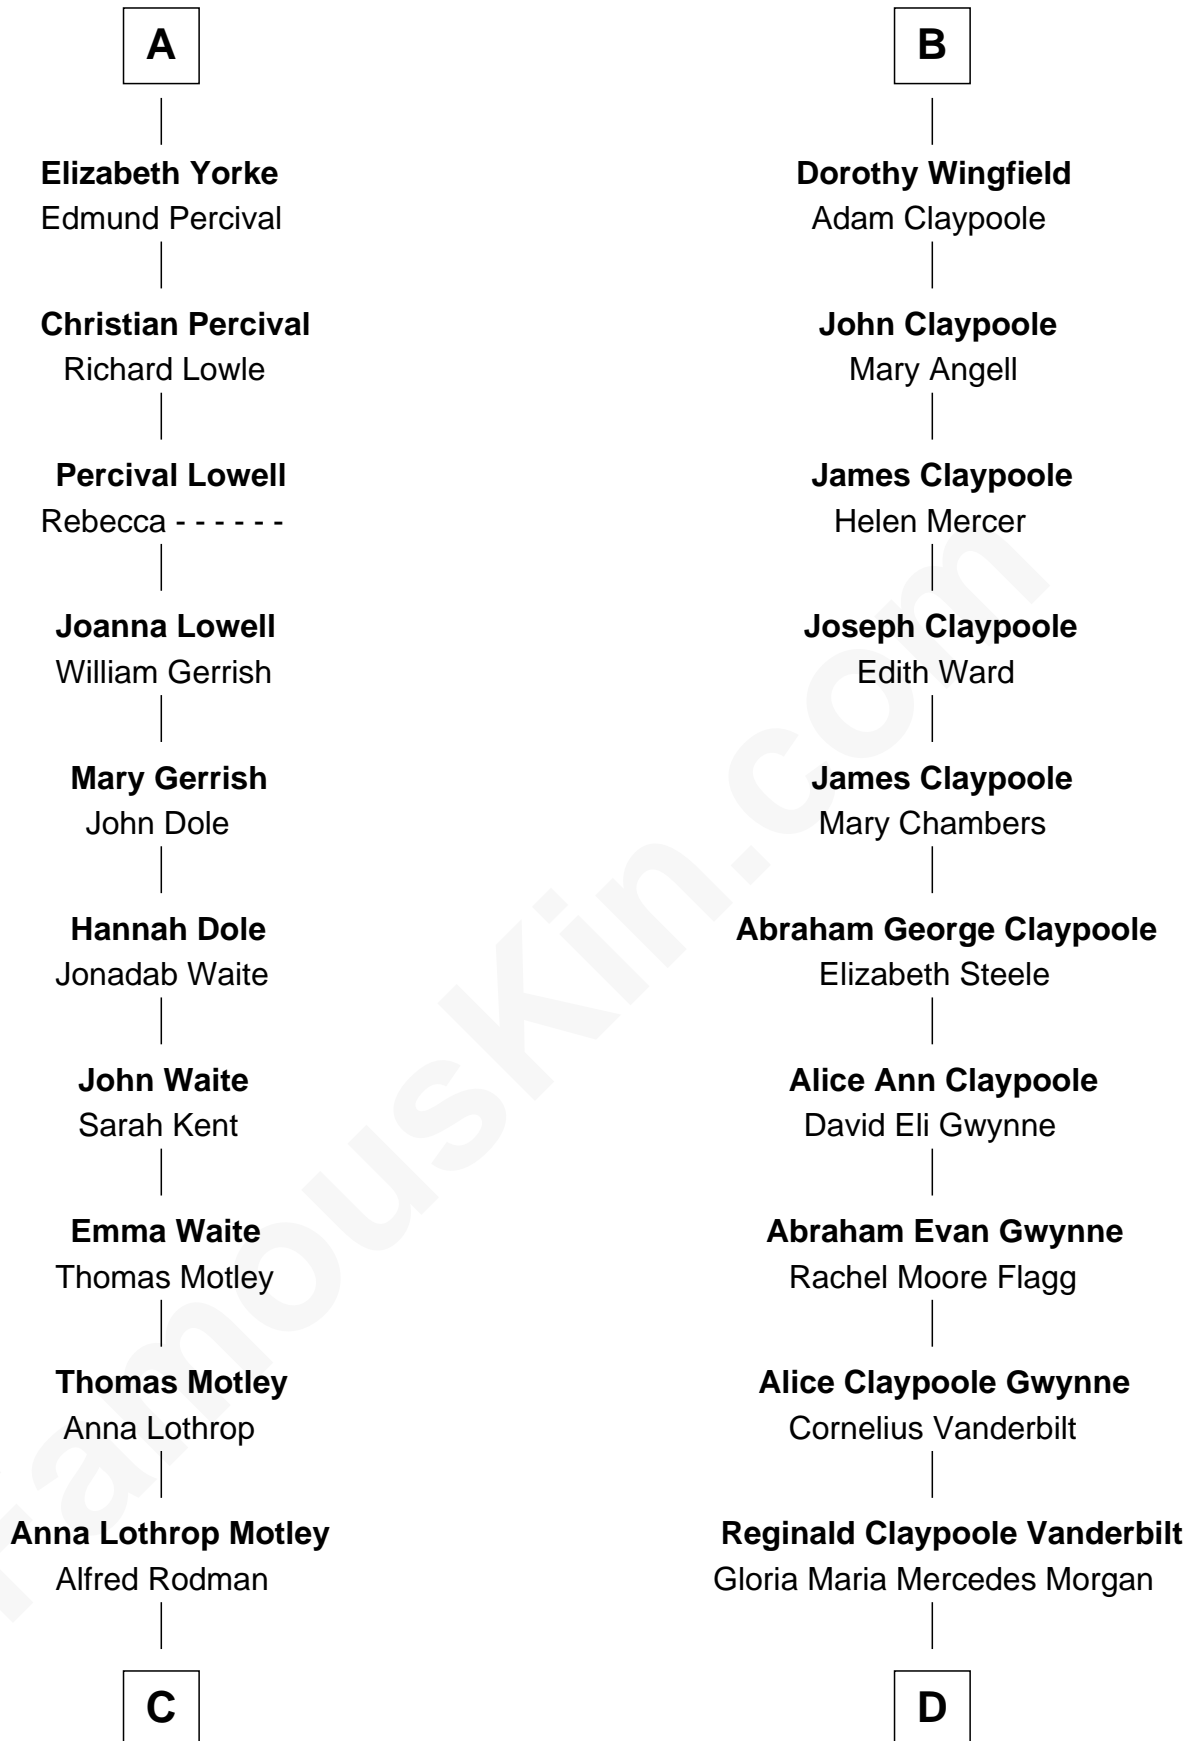 A
Elizabeth Yorke
Edmund Percival
Christian Percival
Richard Lowle
Percival Lowell
Rebecca - - - - - -
Joanna Lowell
William Gerrish
Mary Gerrish
John Dole
Hannah Dole
Jonadab Waite
John Waite
Sarah Kent
Emma Waite
Thomas Motley
Thomas Motley
Anna Lothrop
Anna Lothrop Motley
Alfred Rodman
C
B
Dorothy Wingfield
Adam Claypoole
John Claypoole
Mary Angell
James Claypoole
Helen Mercer
Joseph Claypoole
Edith Ward
James Claypoole
Mary Chambers
Abraham George Claypoole
Elizabeth Steele
Alice Ann Claypoole
David Eli Gwynne
Abraham Evan Gwynne
Rachel Moore Flagg
Alice Claypoole Gwynne
Cornelius Vanderbilt
Reginald Claypoole Vanderbilt
Gloria Maria Mercedes Morgan
D
FamousKin.com